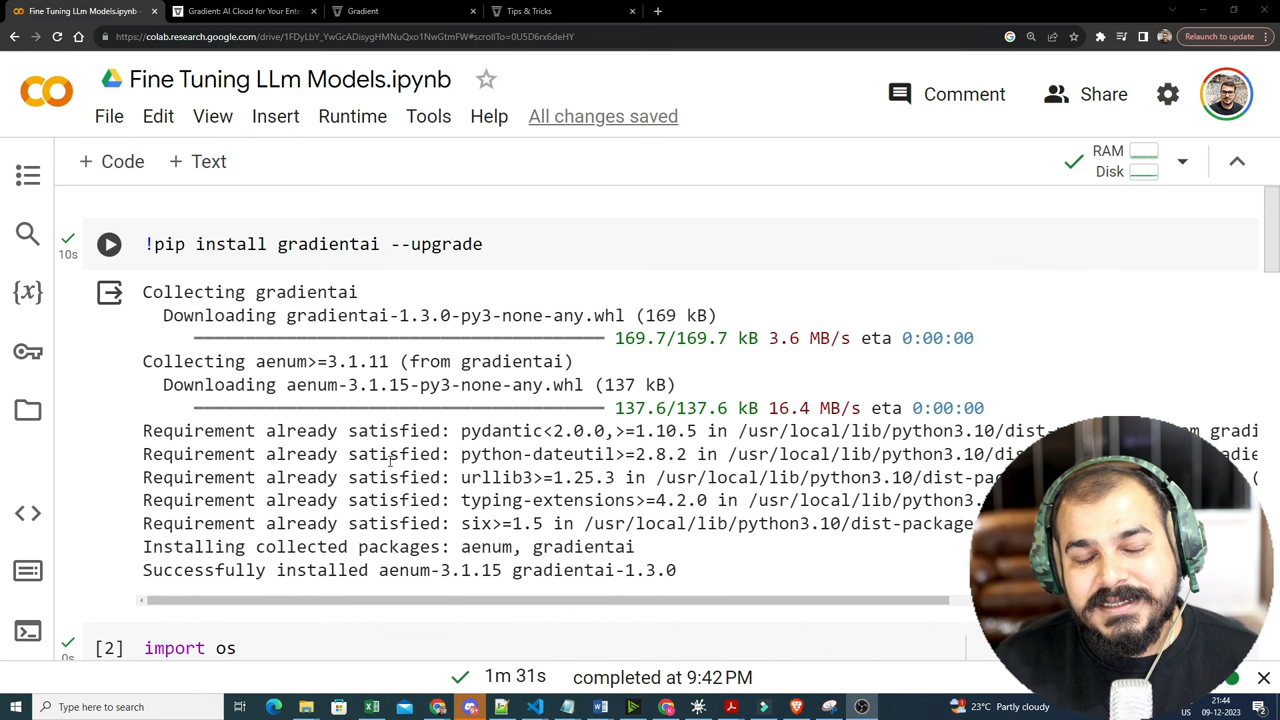 Fine Tuning LLm Models.ipynb -
Gradient: AI Cloud for Your Ente
Gradient
Tips & Tricks
https://colab.research.google.com/drive/1FDyLbY_YwGcADisygHMNuQxo1NwGtmFW#scrollTo=0U5D6rx6deHY
Relaunch to update
Fine Tuning LLm Models.ipynb
Comment
Share
File Edit View Insert Runtime Tools Help All changes saved
+ Code + Text
RAM
Disk
10s
!pip install gradientai --upgrade
Collecting gradientai
Downloading gradientai-1.3.0-py3-none-any.whl (169 kB)
169.7/169.7 kB 3.6 MB/s eta 0:00:00
Collecting aenum>=3.1.11 (from gradientai)
Downloading aenum-3.1.15-py3-none-any.whl (137 kB)
137.6/137.6 kB 16.4 MB/s eta 0:00:00
Requirement already satisfied: pydantic<2.0.0,>=1.10.5 in /usr/local/lib/python3.10/dist- gradi
Requirement already satisfied: python-dateutil>=2.8.2 in /usr/local/lib/python3.10/dis
Requirement already satisfied: urllib3>=1.25.3 in /usr/local/lib/python3.10/dist-pac
Requirement already satisfied: typing-extensions>=4.2.0 in /usr/local/lib/python3.
Requirement already satisfied: six>=1.5 in /usr/local/lib/python3.10/dist-package
Installing collected packages: aenum, gradientai
Successfully installed aenum-3.1.15 gradientai-1.3.0
[2] import os
0s
1m 31s completed at 9:42 PM
Type here to search
23°C Partly cloudy
21:44
09-12-2023